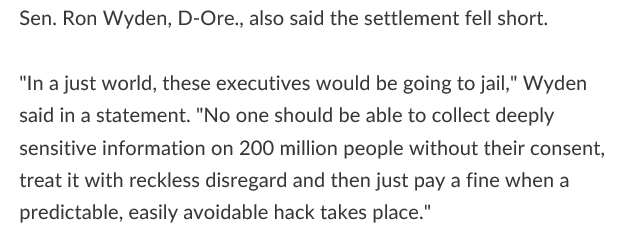 Sen. Ron Wyden, D-Ore., also said the settlement fell short.
"In a just world, these executives would be going to jail," Wyden
said in a statement. "No one should be able to collect deeply
sensitive information on 200 million people without their consent,
treat it with reckless disregard and then just pay a fine when a
predictable, easily avoidable hack takes place."